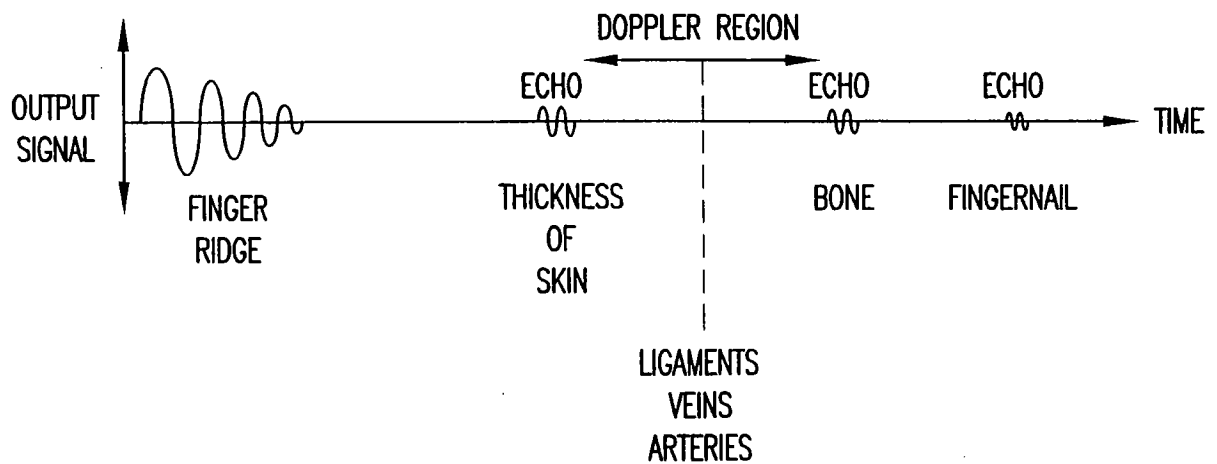 DOPPLER REGION
ECHO
ECHO
ECHO
OUTPUT
SIGNAL
TIME
FINGER
RIDGE
THICKNESS
OF
SKIN
BONE
FINGERNAIL
LIGAMENTS
VEINS
ARTERIES